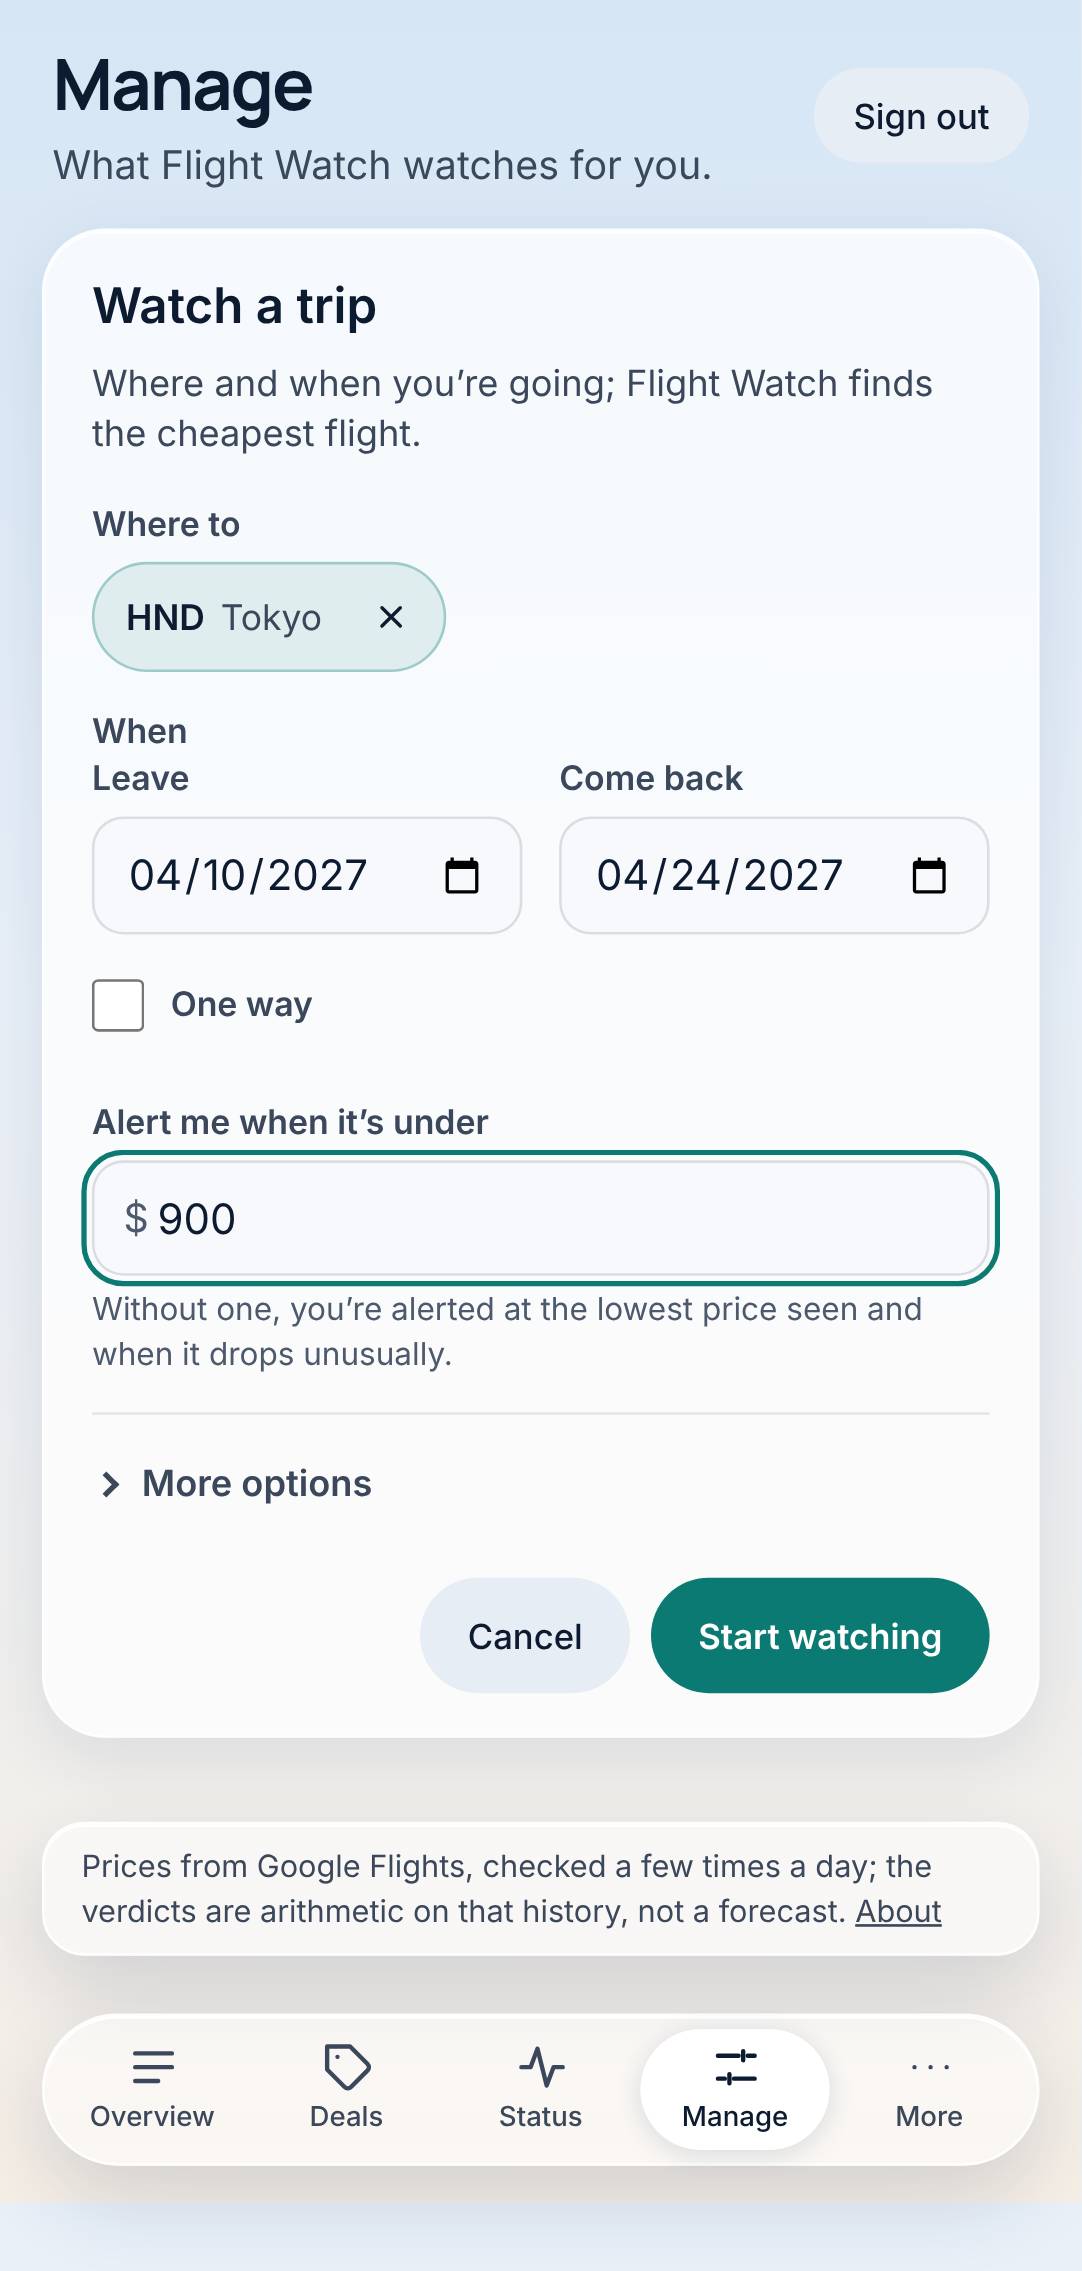 Manage
Sign out
What Flight Watch watches for you.
Watch a trip
Where and when you’re going; Flight Watch finds
the cheapest flight.
Where to
HND Tokyo
When
Leave
Come back
04/10/2027
04/24/2027
One way
Alert me when it’s under
$ 900
Without one, you’re alerted at the lowest price seen and
when it drops unusually.
More options
Cancel
Start watching
Prices from Google Flights, checked a few times a day; the
verdicts are arithmetic on that history, not a forecast. About
Overview
Deals
Status
Manage
More